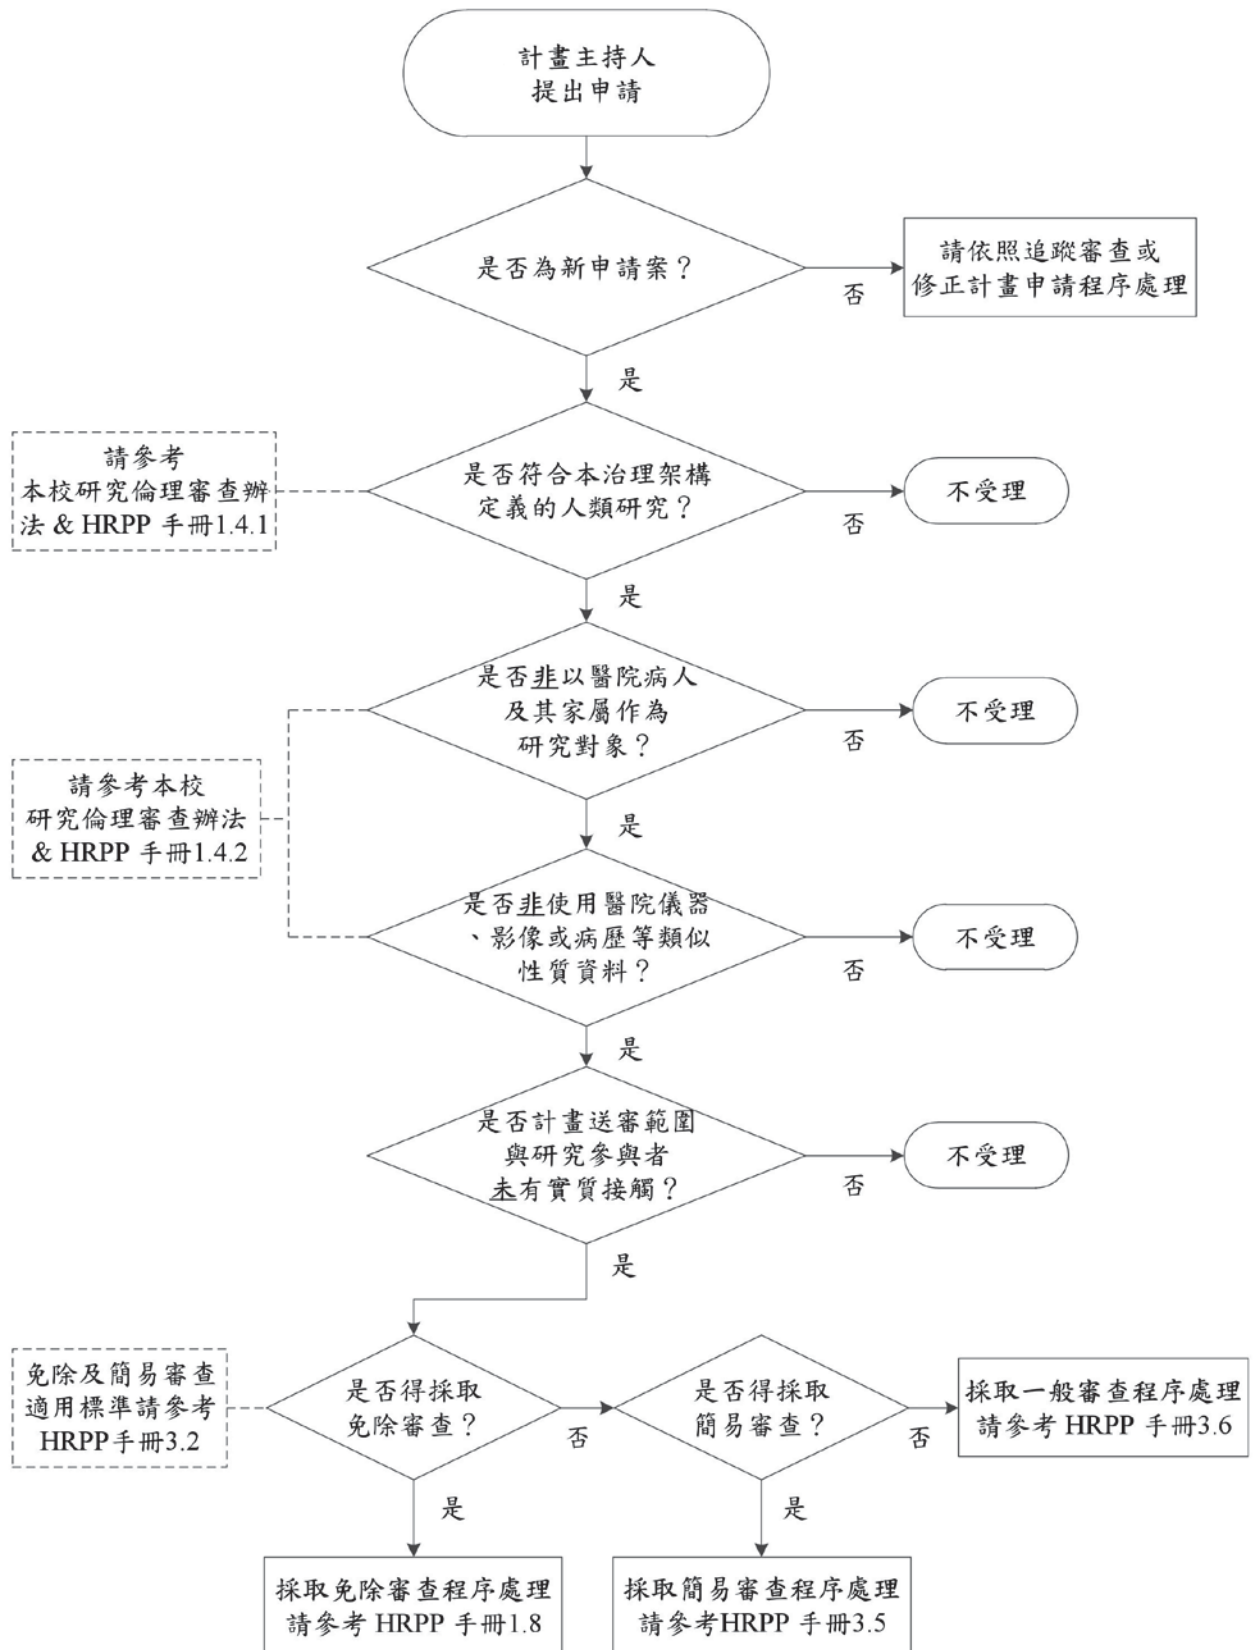 計畫主持人
提出申請
是否為新申請案？
否
請依照追蹤審查或
修正計畫申請程序處理
是
請參考
本校研究倫理審查辦
法 & HRPP 手冊1.4.1
是否符合本治理架構
定義的人類研究？
否
不受理
是
是否非以醫院病人
及其家屬作為
研究對象？
否
不受理
請參考本校
研究倫理審查辦法
& HRPP 手冊1.4.2
是
是否非使用醫院儀器
、影像或病歷等類似
性質資料？
否
不受理
是
是否計畫送審範圍
與研究參與者
未有實質接觸？
否
不受理
是
免除及簡易審查
適用標準請參考
HRPP手冊3.2
是否得採取
免除審查？
否
是否得採取
簡易審查？
否
採取一般審查程序處理
請參考 HRPP 手冊3.6
是
是
採取免除審查程序處理
請參考 HRPP 手冊1.8
採取簡易審查程序處理
請參考HRPP 手冊3.5